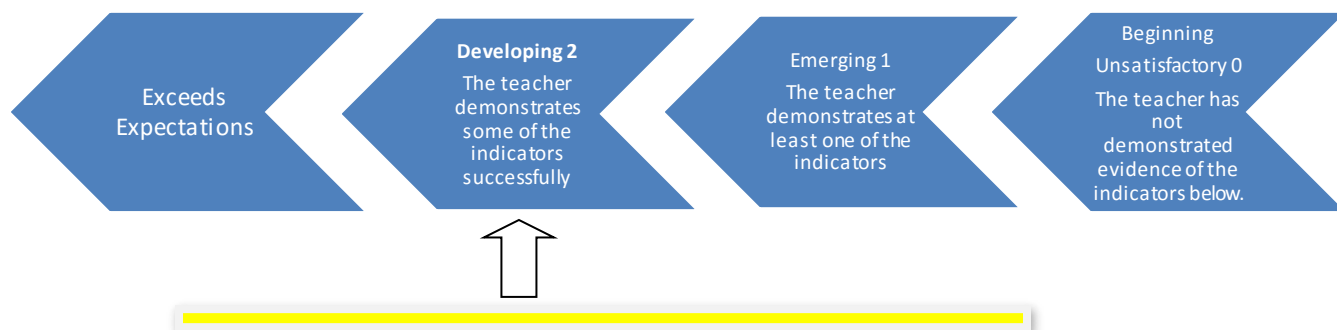 Exceeds
Expectations
Developing 2
The teacher
demonstrates
some of the
indicators
successfully
Emerging 1
The teacher
demonstrates at
least one of the
indicators
Beginning
Unsatisfactory 0
The teacher has
not
demonstrated
evidence of the
indicators below.